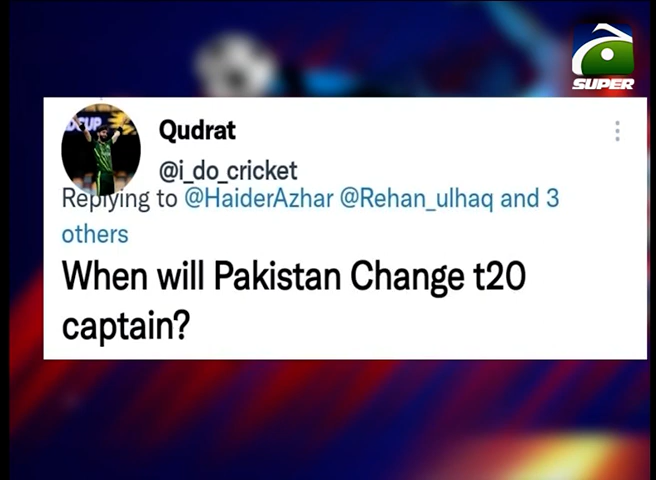 SUPER
Qudrat
@i_do_cricket
Replying to @HaiderAzhar @Rehan_ulhaq and 3
others
When will Pakistan Change t20
captain?